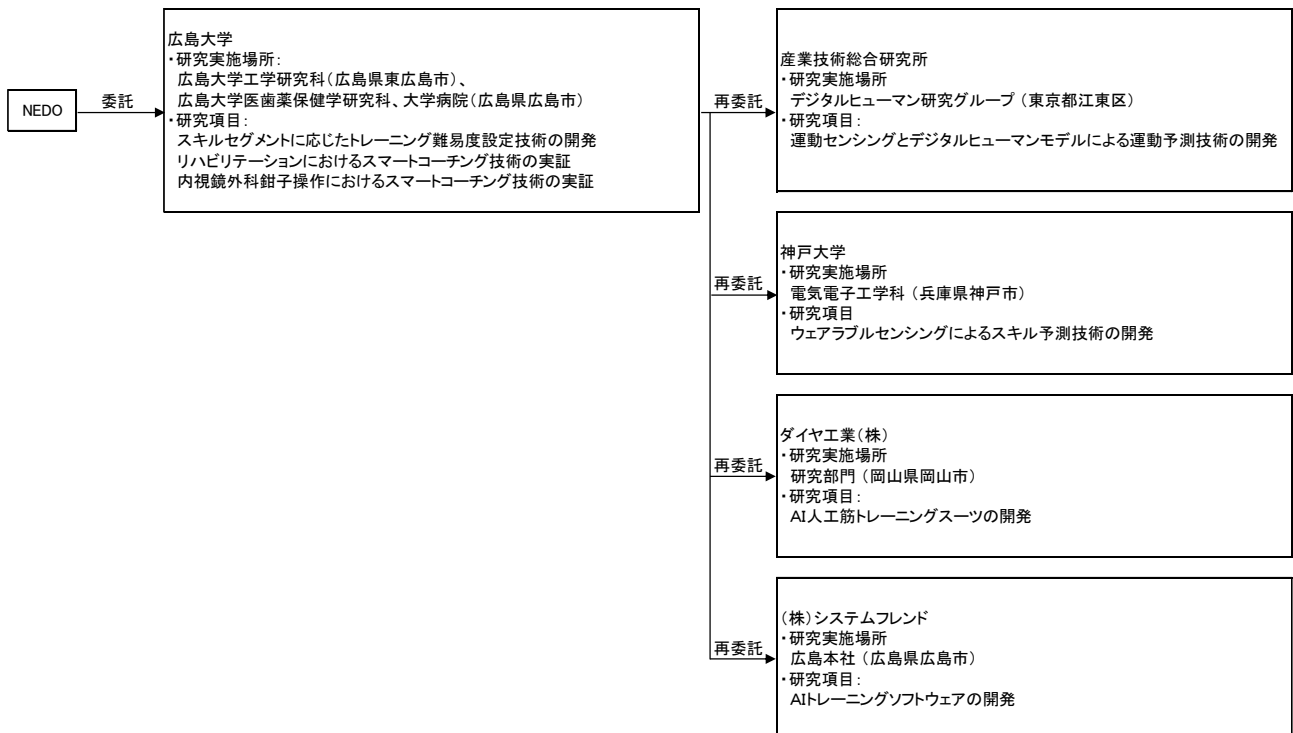 NEDO
委託
広島大学
・研究実施場所:
広島大学工学研究科(広島県東広島市)、
広島大学医歯薬保健学研究科、大学病院(広島県広島市)
・研究項目:
スキルセグメントに応じたトレーニング難易度設定技術の開発
リハビリテーションにおけるスマートコーチング技術の実証
内視鏡外科鉗子操作におけるスマートコーチング技術の実証
再委託
産業技術総合研究所
・研究実施場所
デジタルヒューマン研究グループ (東京都江東区)
・研究項目:
運動センシングとデジタルヒューマンモデルによる運動予測技術の開発
再委託
神戸大学
・研究実施場所
電気電子工学科 (兵庫県神戸市)
・研究項目
ウェアラブルセンシングによるスキル予測技術の開発
再委託
ダイヤ工業(株)
・研究実施場所
研究部門 (岡山県岡山市)
・研究項目:
AI人工筋トレーニングスーツの開発
再委託
(株)システムフレンド
・研究実施場所
広島本社 (広島県広島市)
・研究項目:
AIトレーニングソフトウェアの開発